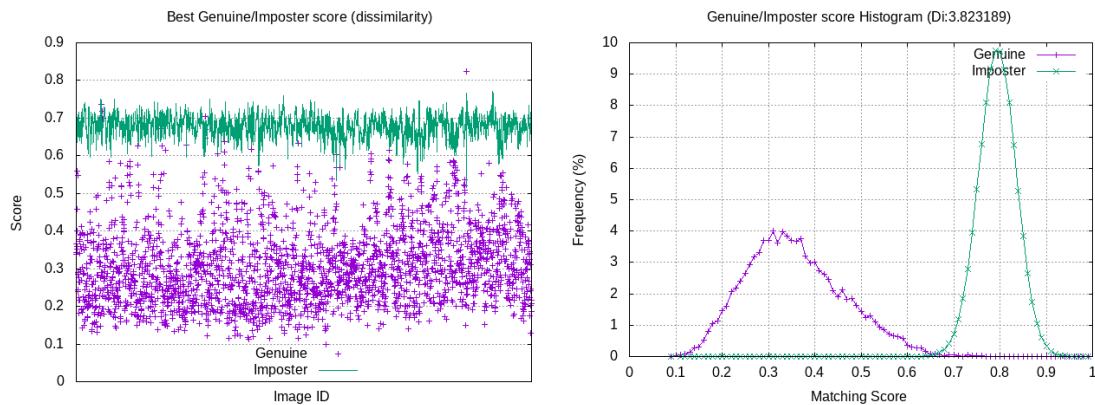 Best Genuine/Imposter score (dissimilarity)
0.9
0.8
0.7
0.6
0.5
0.4
0.3
0.2
0.1
0
Score
Genuine
Imposter
Image ID
Genuine/Imposter score Histogram (Di:3.823189)
10
9
8
7
6
5
4
3
2
1
0
Frequency (%)
Genuine
Imposter
0 0.1 0.2 0.3 0.4 0.5 0.6 0.7 0.8 0.9 1
Matching Score